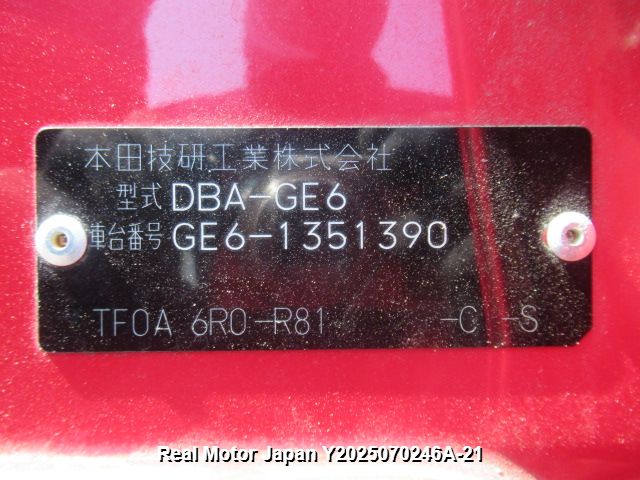 本田技研工業株式会社
型式 DBA-GE6
車台番号 GE6-1351390
TF0A 6R0-R81 -C -S
Real Motor Japan Y2025070246A-21